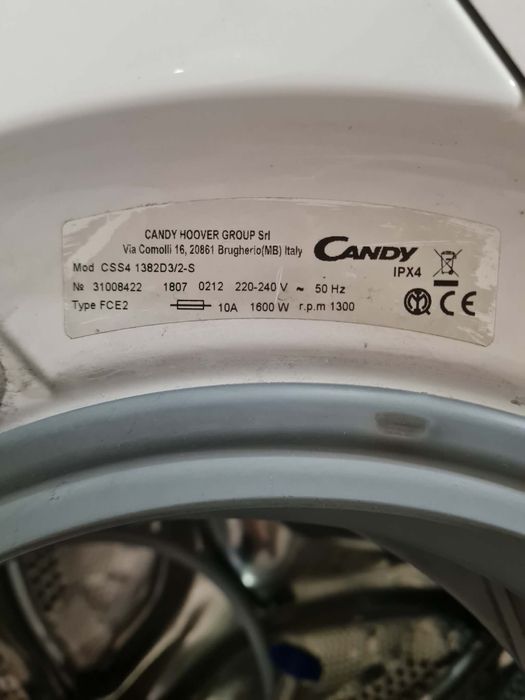 CANDY HOOVER GROUP Srl
Via Comolli 16, 20861 Brugherio(MB) Italy
CANDY
Mod CSS4 1382D3/2-S
IPX4
№ 31008422 1807 0212 220-240 V ~ 50 Hz
Type FCE2 10A 1600 W r.p.m 1300
CE